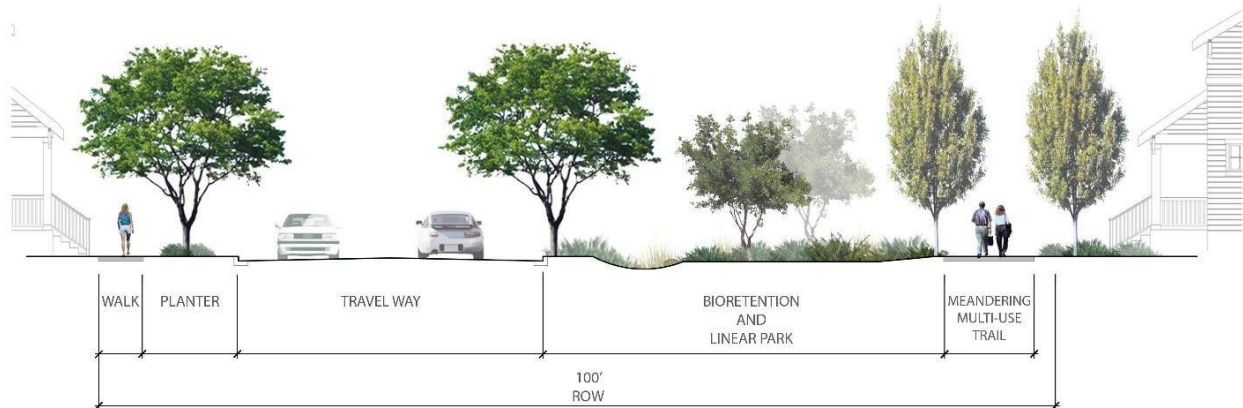 WALK
PLANTER
TRAVEL WAY
BIORETENTION
AND
LINEAR PARK
MEANDERING
MULTI-USE
TRAIL
100'
ROW